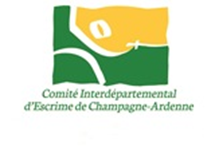 Comité Interdépartemental
d'Escrime de Champagne-Ardenne